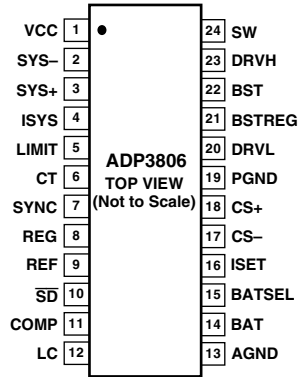 VCC 1 24 SW
SYS– 2 23 DRVH
SYS+ 3 22 BST
ISYS 4 21 BSTREG
LIMIT 5 20 DRVL
ADP3806
CT 6 19 PGND
TOP VIEW
(Not to Scale)
SYNC 7 18 CS+
REG 8 17 CS–
REF 9 16 ISET
S̅D̅ 10 15 BATSEL
COMP 11 14 BAT
LC 12 13 AGND